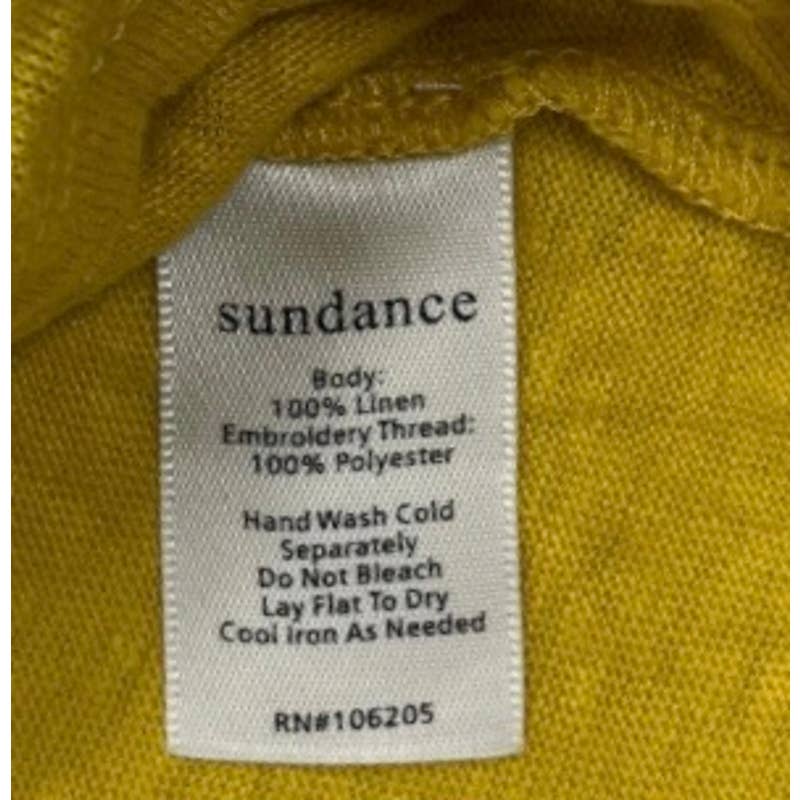 sundance
Body:
100% Linen
Embroidery Thread:
100% Polyester
Hand Wash Cold
Separately
Do Not Bleach
Lay Flat To Dry
Cool Iron As Needed
RN#106205